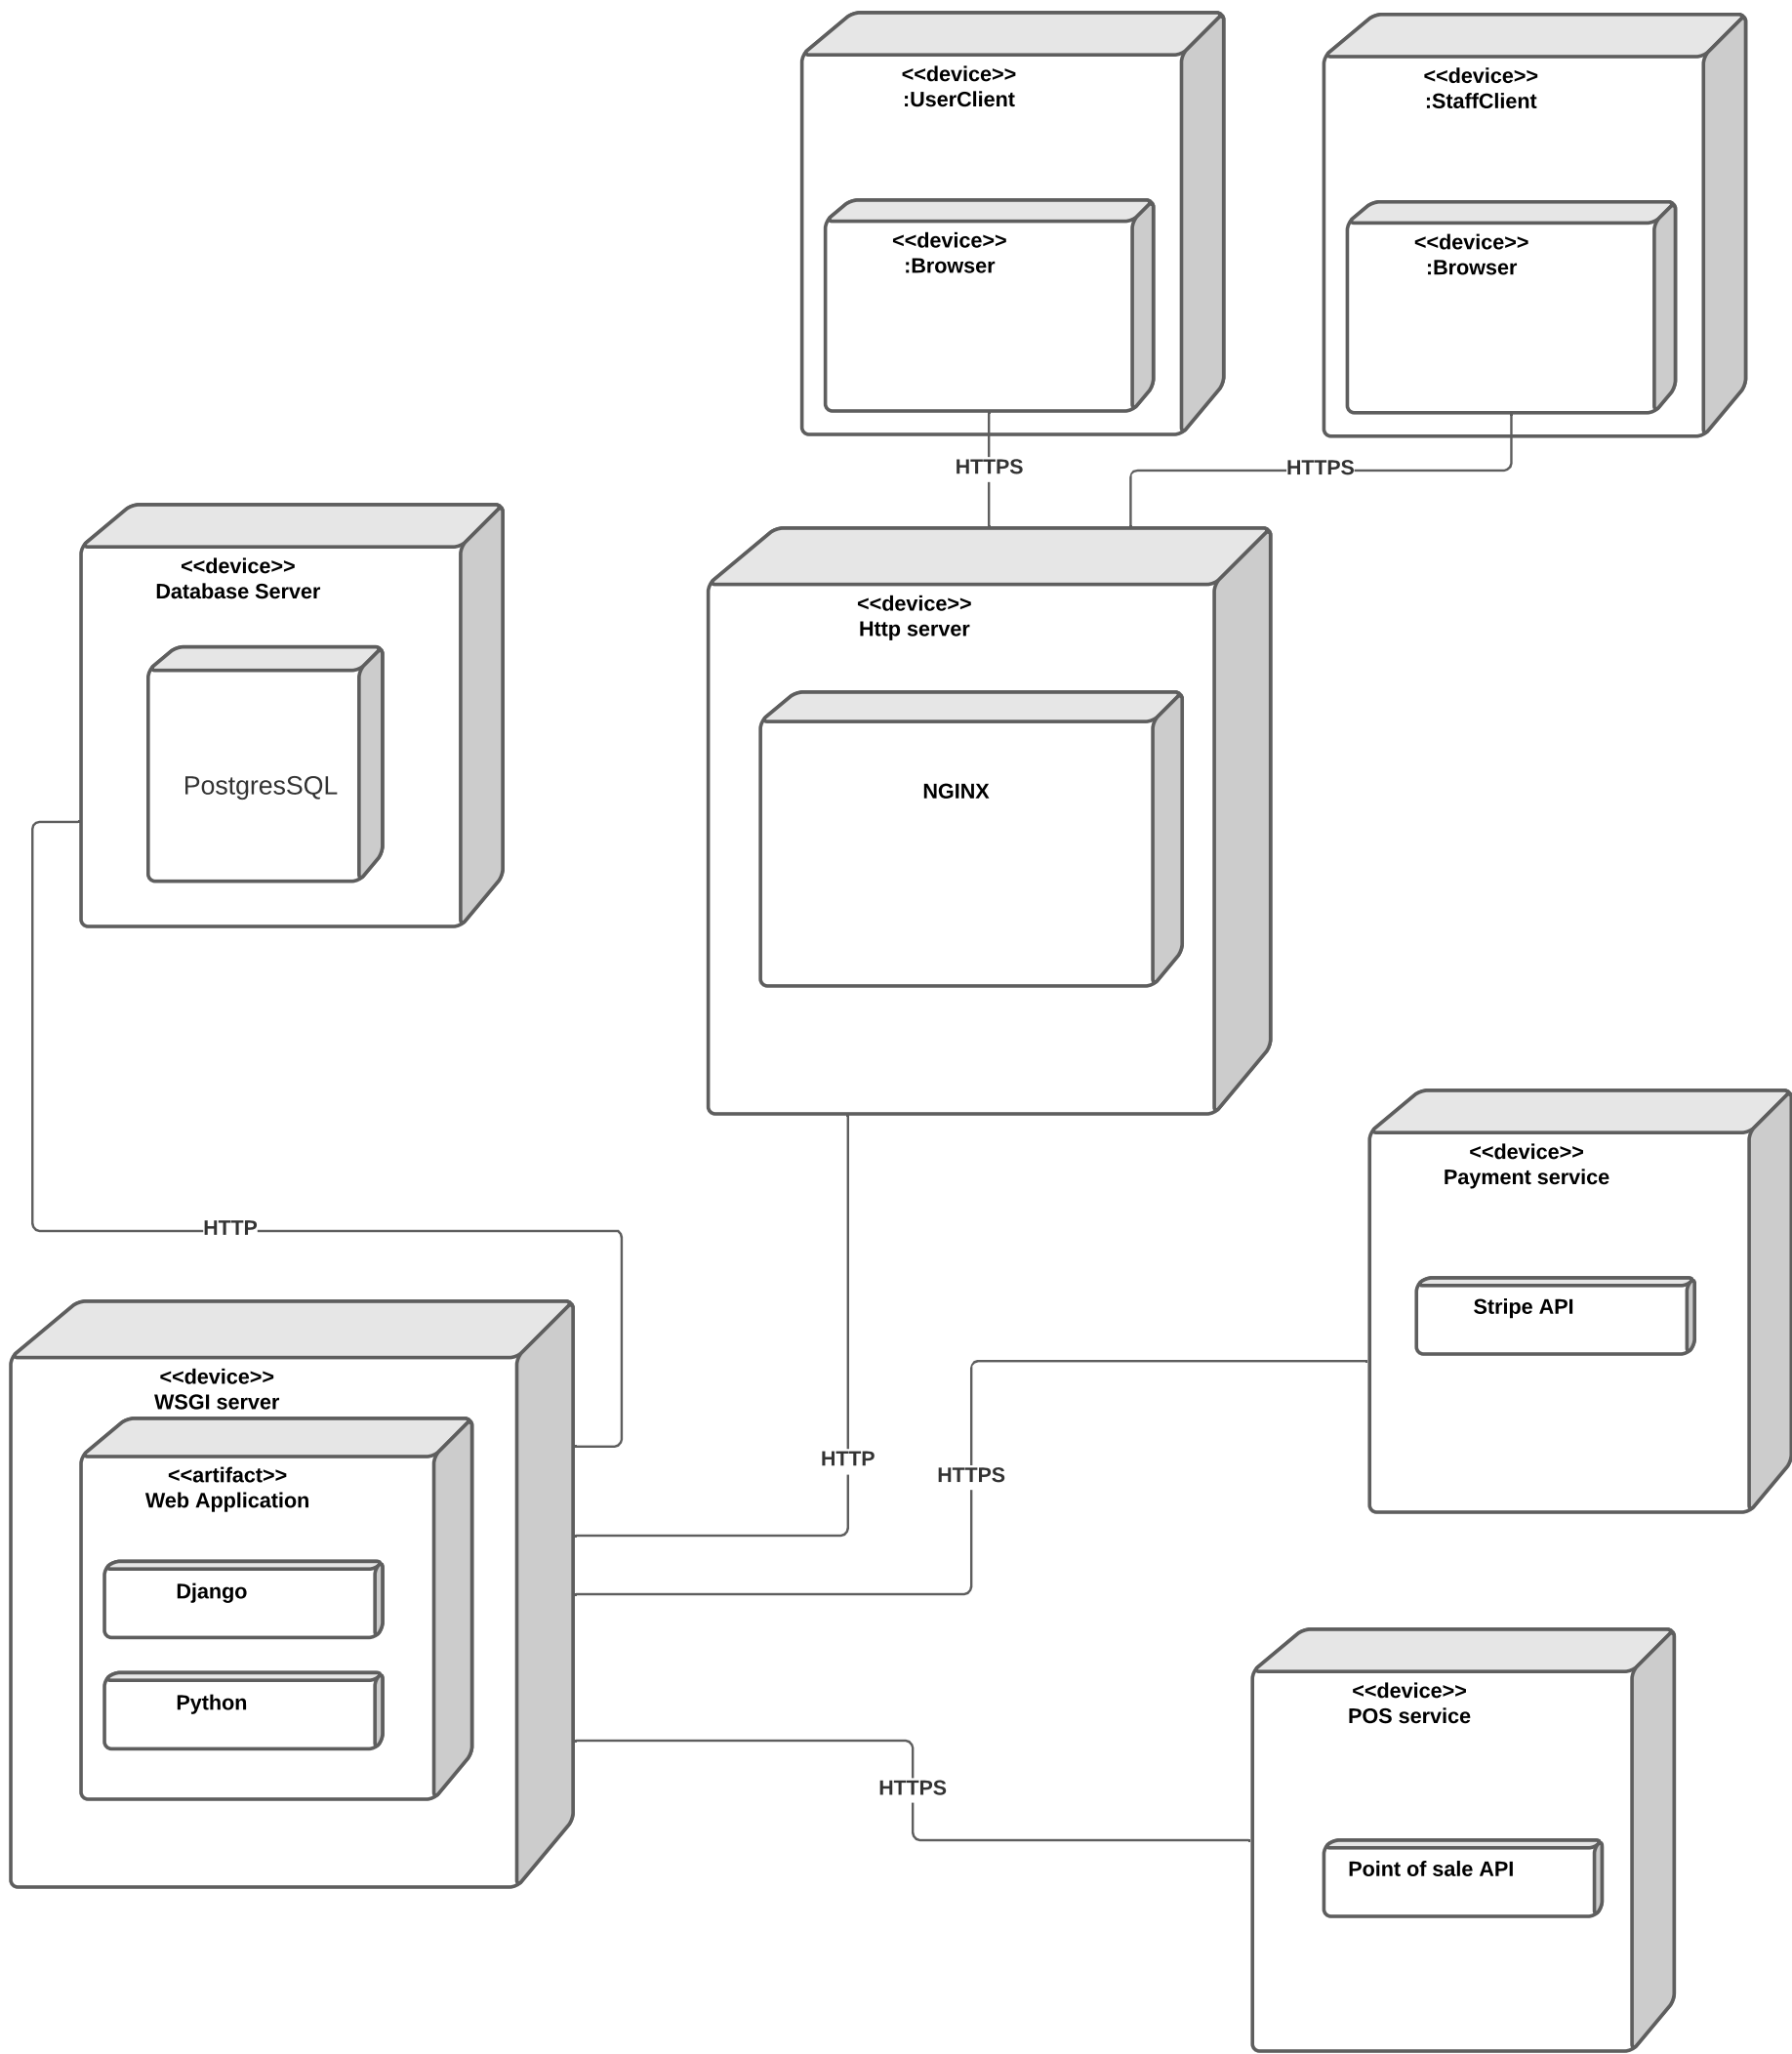 <<device>>
:UserClient
<<device>>
:Browser
<<device>>
:StaffClient
<<device>>
:Browser
HTTPS
HTTPS
<<device>>
Database Server
PostgresSQL
<<device>>
Http server
NGINX
HTTP
<<device>>
Payment service
Stripe API
<<device>>
WSGI server
<<artifact>>
Web Application
Django
Python
HTTP
HTTPS
HTTPS
<<device>>
POS service
Point of sale API